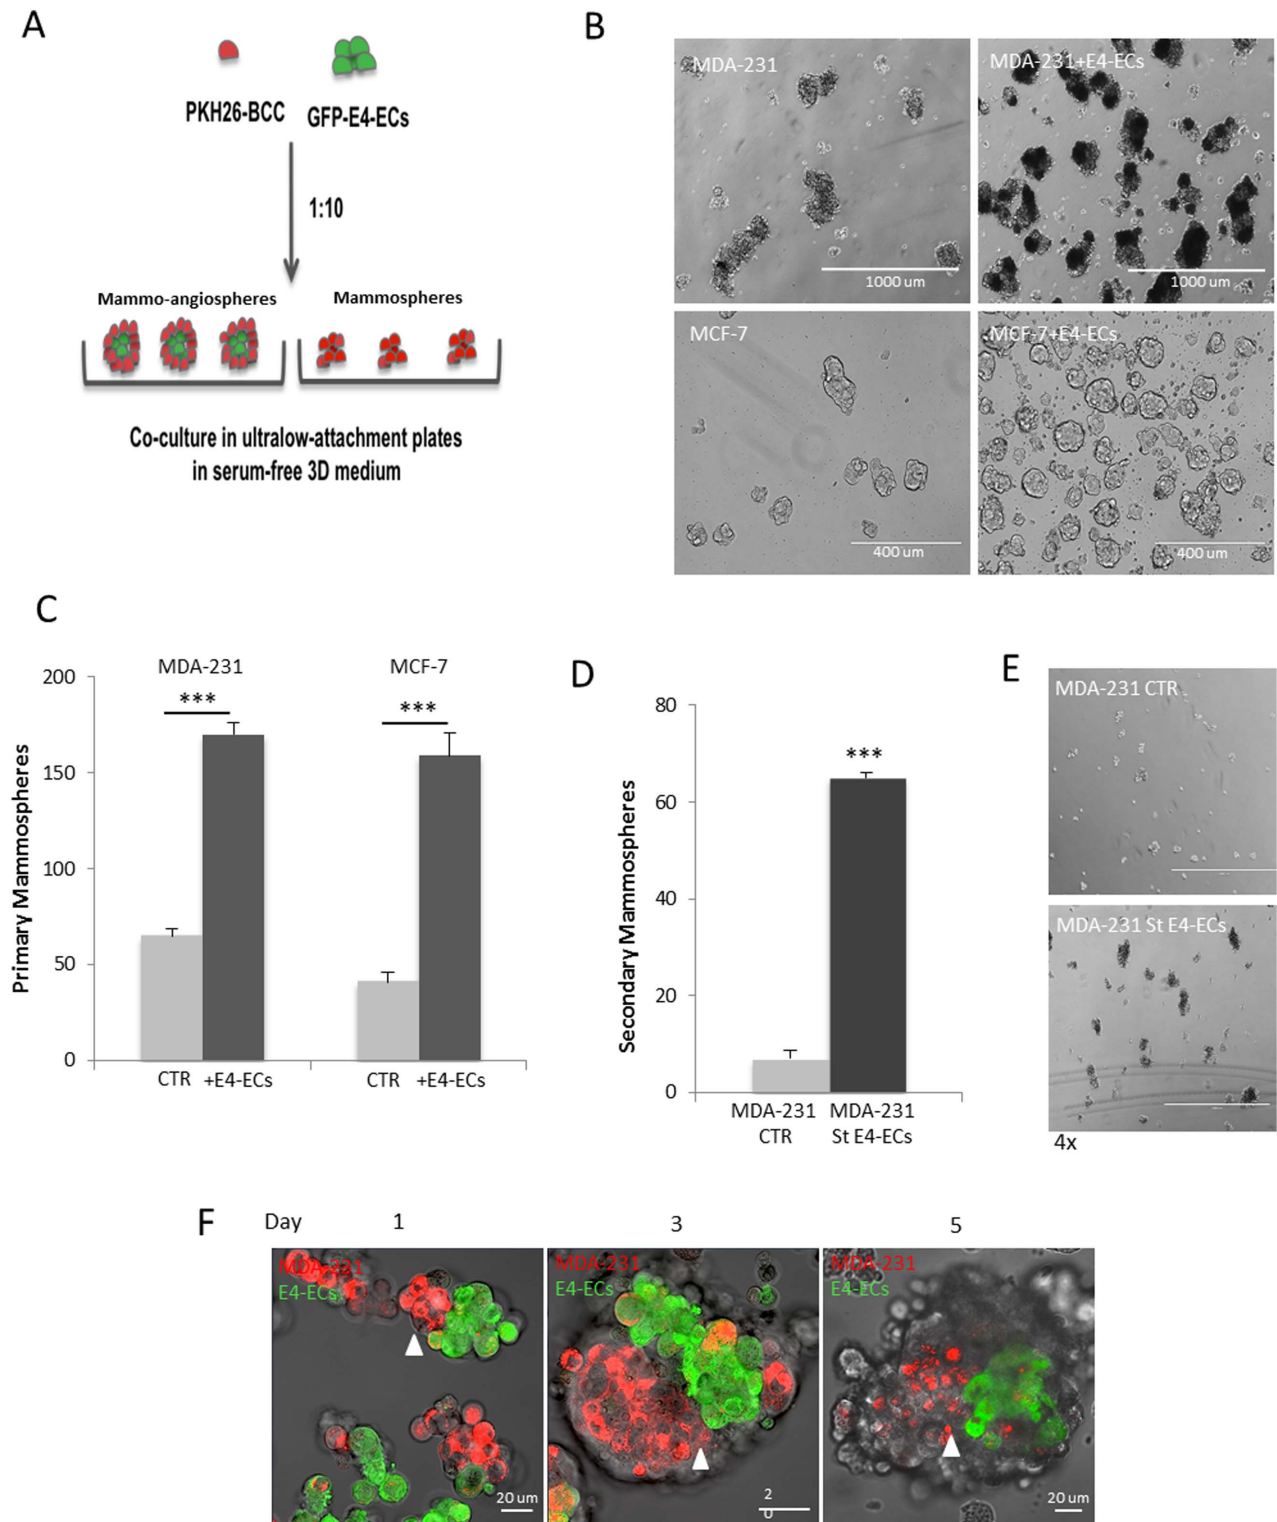 A
PKH26-BCC
GFP-E4-ECs
1:10
Mammo-angiospheres
Mammospheres
Co-culture in ultralow-attachment plates
in serum-free 3D medium
B
MDA-231
1000 um
MDA-231+E4-ECs
1000 um
MCF-7
400 um
MCF-7+E4-ECs
400 um
C
Primary Mammospheres
200
150
100
50
0
MDA-231
***
MCF-7
***
CTR
+E4-ECs
CTR
+E4-ECs
D
Secondary Mammospheres
80
60
40
20
0
***
MDA-231
CTR
MDA-231
St E4-ECs
E
MDA-231 CTR
MDA-231 St E4-ECs
4x
F
Day
1
3
5
MDA-231
E4-ECs
20 um
MDA-231
E4-ECs
2
0
MDA-231
E4-ECs
20 um